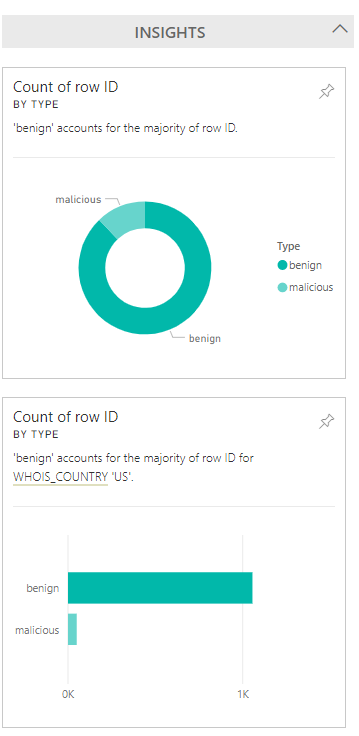 INSIGHTS
Count of row ID
BY TYPE
'benign' accounts for the majority of row ID.
malicious
benign
Type
benign
malicious
Count of row ID
BY TYPE
'benign' accounts for the majority of row ID for
WHOIS_COUNTRY 'US'.
benign
malicious
0K 1K